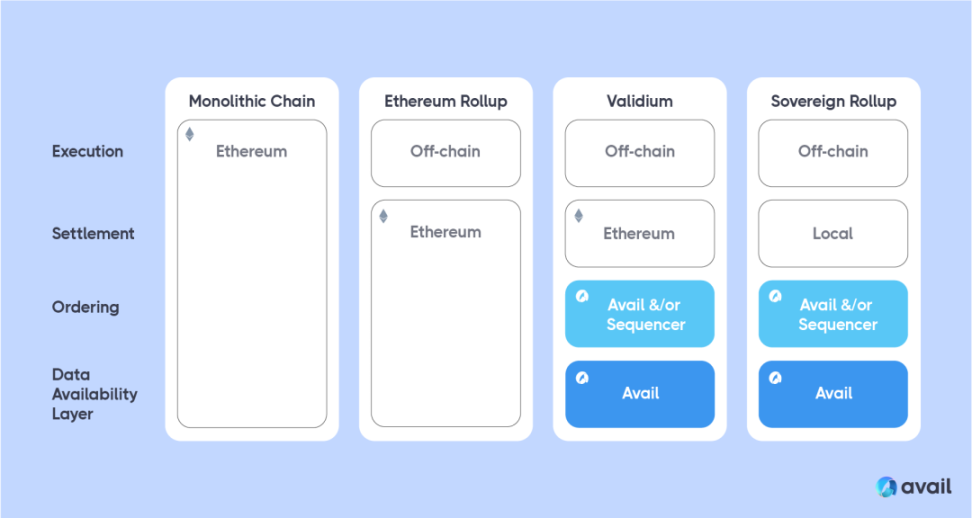 Monolithic Chain
Ethereum Rollup
Validium
Sovereign Rollup
Execution
Ethereum
Off-chain
Off-chain
Off-chain
Settlement
Ethereum
Ethereum
Local
Ordering
Avail &/or
Sequencer
Avail &/or
Sequencer
Data
Availability
Layer
Avail
Avail
avail